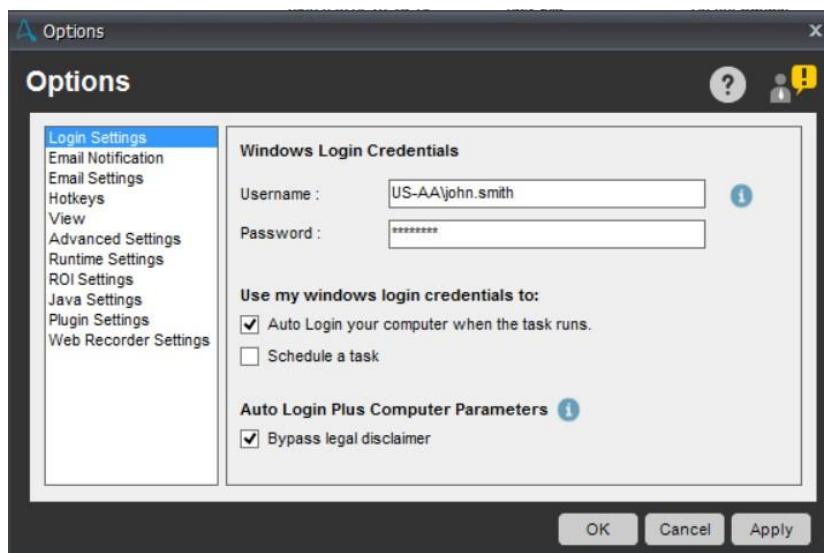 Options
Options
Login Settings
Email Notification
Email Settings
Hotkeys
View
Advanced Settings
Runtime Settings
ROI Settings
Java Settings
Plugin Settings
Web Recorder Settings
Windows Login Credentials
Username : US-AA\john.smith
Password : ********
Use my windows login credentials to:
Auto Login your computer when the task runs.
Schedule a task
Auto Login Plus Computer Parameters
Bypass legal disclaimer
OK Cancel Apply